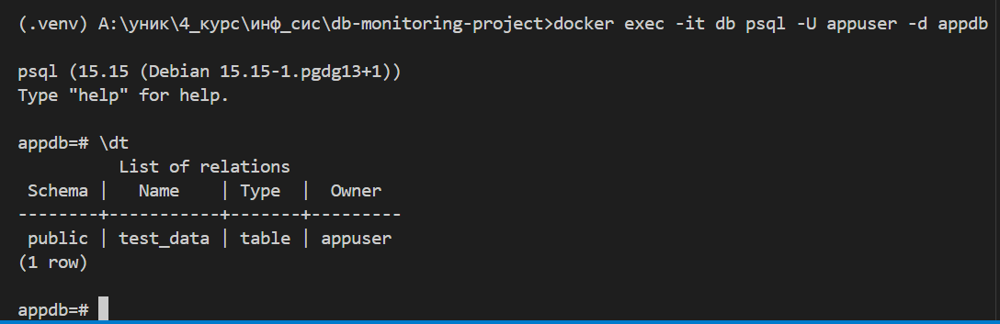 (.venv) A:\уник\4_курс\инф_сис\db-monitoring-project>docker exec -it db psql -U appuser -d appdb
psql (15.15 (Debian 15.15-1.pgdg13+1))
Type "help" for help.
appdb=# \dt
List of relations
Schema | Name | Type | Owner
--------+-----------+-------+---------
public | test_data | table | appuser
(1 row)
appdb=#